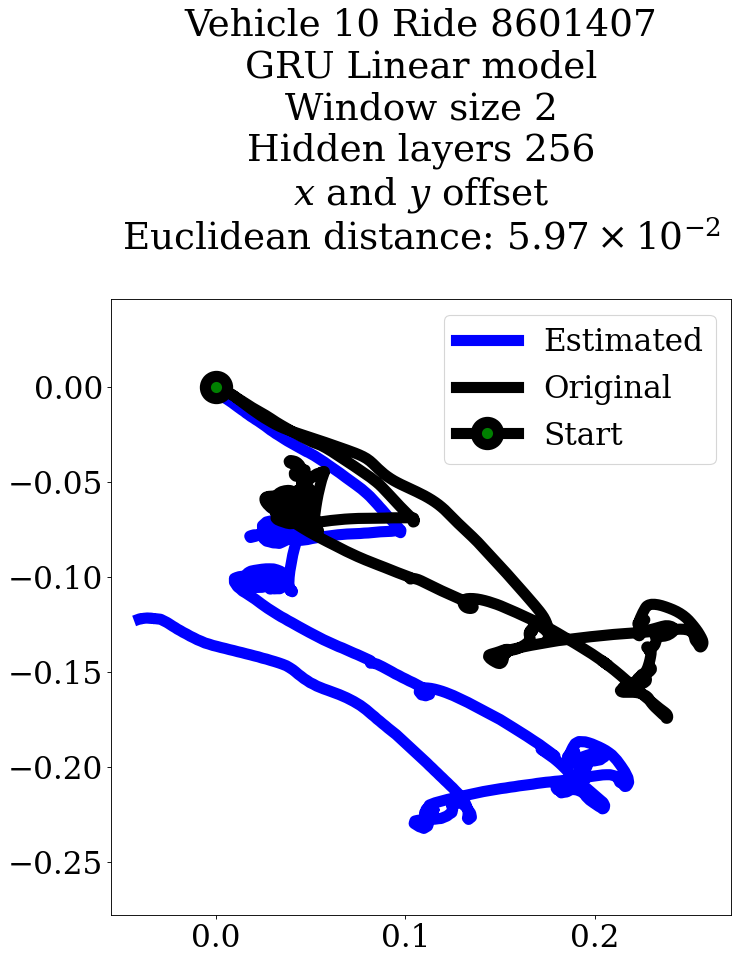 Vehicle 10 Ride 8601407
GRU Linear model
Window size 2
Hidden layers 256
x and y offset
Euclidean distance: 5.97 × 10⁻²
Estimated
Original
Start
0.00
−0.05
−0.10
−0.15
−0.20
−0.25
0.0 0.1 0.2